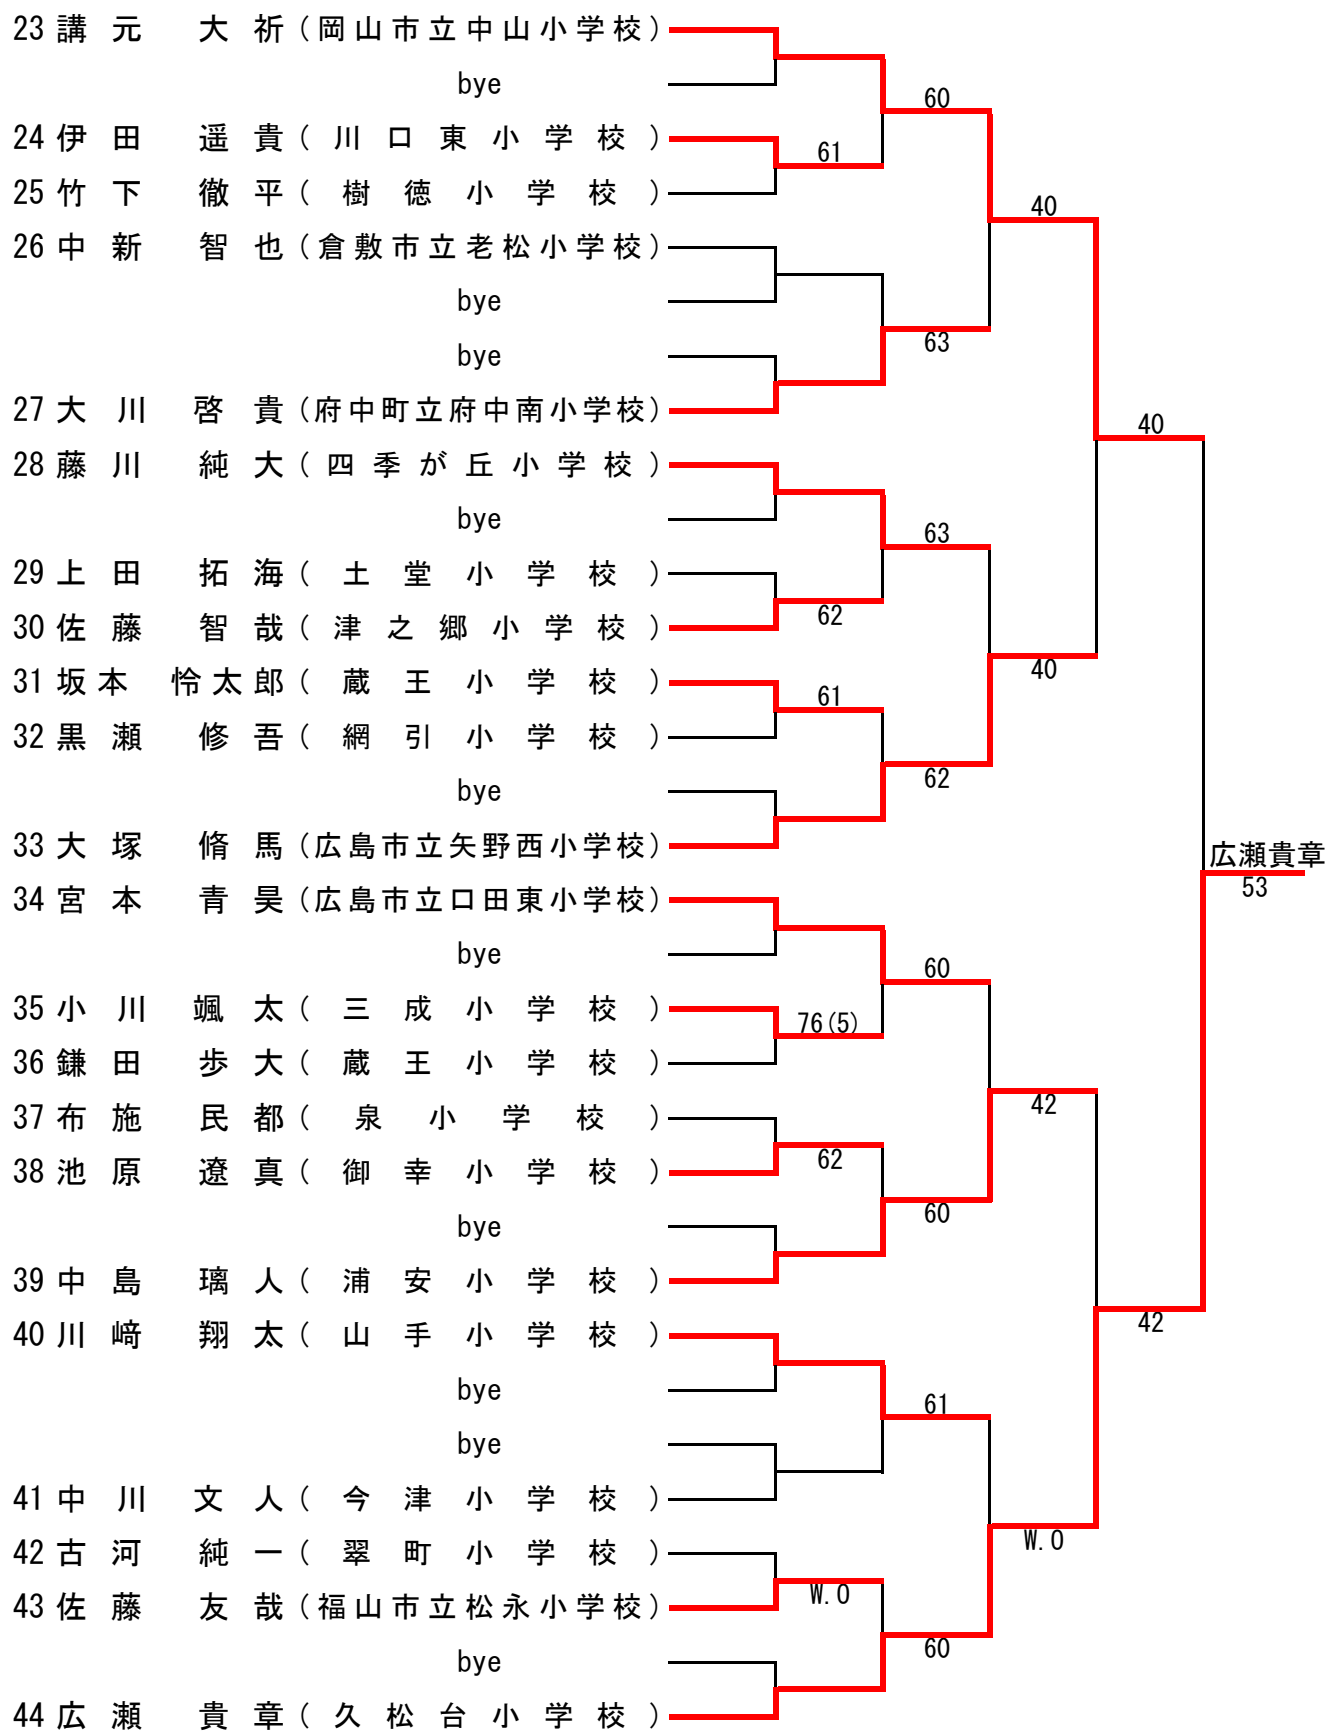 23 講元 大祈(岡山市立中山小学校)
bye
60
24 伊田 遥貴(川口東小学校)
61
25 竹下 徹平(樹徳小学校)
40
26 中新 智也(倉敷市立老松小学校)
bye
63
bye
27 大川 啓貴(府中町立府中南小学校)
40
28 藤川 純大(四季が丘小学校)
bye
63
29 上田 拓海(土堂小学校)
62
30 佐藤 智哉(津之郷小学校)
40
31 坂本 怜太郎(蔵王小学校)
61
32 黒瀬 修吾(網引小学校)
62
bye
33 大塚 脩馬(広島市立矢野西小学校)
広瀬貴章
53
34 宮本 青昊(広島市立口田東小学校)
bye
60
35 小川 颯太(三成小学校)
76(5)
36 鎌田 歩大(蔵王小学校)
42
37 布施 民都(泉小学校)
62
38 池原 遼真(御幸小学校)
60
bye
39 中島 璃人(浦安小学校)
42
40 川﨑 翔太(山手小学校)
bye
61
bye
41 中川 文人(今津小学校)
W.O
42 古河 純一(翠町小学校)
W.O
43 佐藤 友哉(福山市立松永小学校)
60
bye
44 広瀬 貴章(久松台小学校)